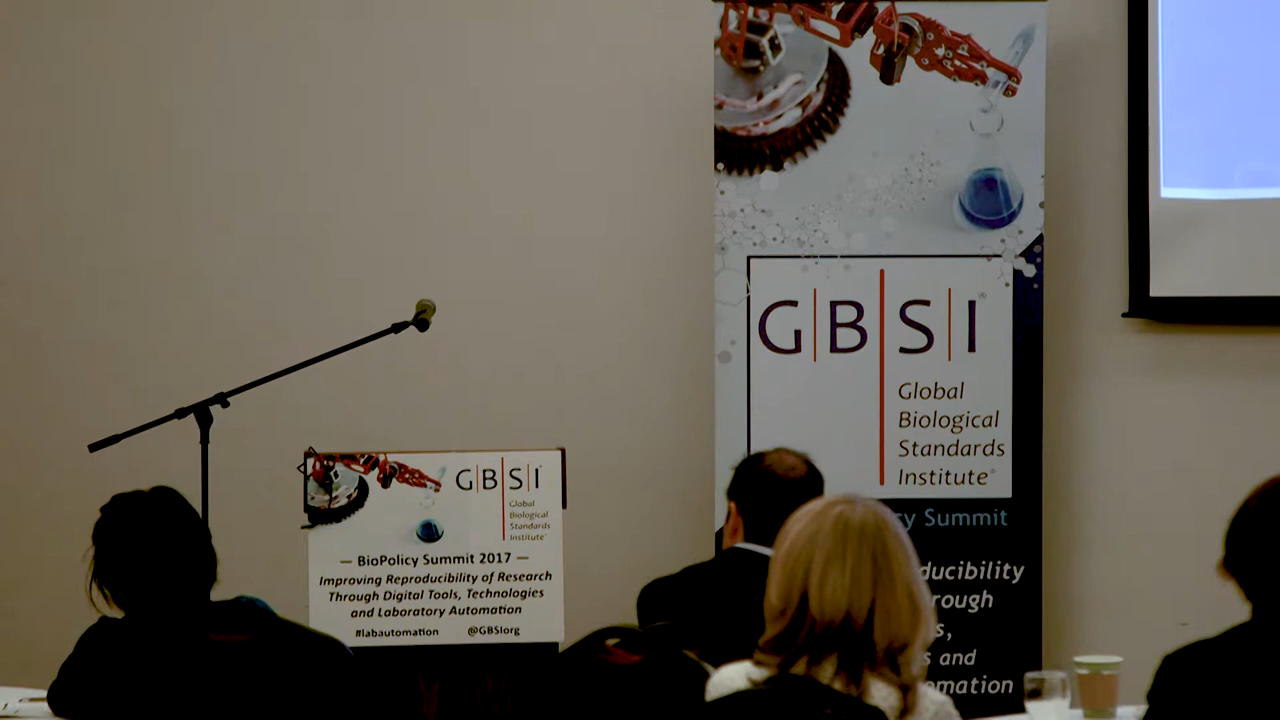 GBSI
Global
Biological
Standards
Institute
— BioPolicy Summit 2017 —
Improving Reproducibility of Research
Through Digital Tools, Technologies
and Laboratory Automation
#labautomation @GBSIorg
G|B|S|I®
Global
Biological
Standards
Institute®
cy Summit
ducibility
rough
s,
s and
omation